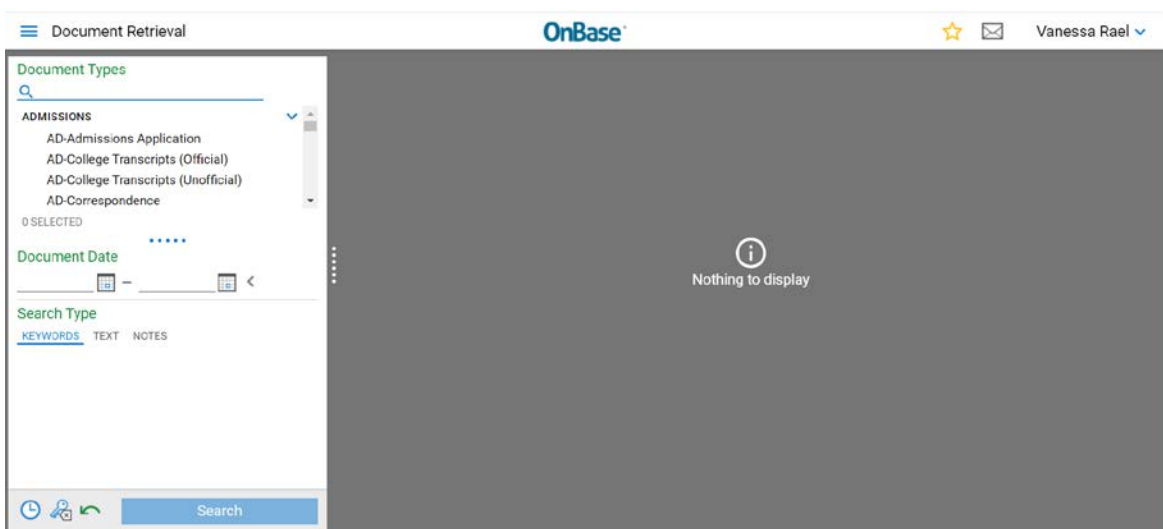 Document Retrieval
OnBase
Vanessa Rael
Document Types
ADMISSIONS
AD-Admissions Application
AD-College Transcripts (Official)
AD-College Transcripts (Unofficial)
AD-Correspondence
0 SELECTED
Document Date
–
<
Search Type
KEYWORDS TEXT NOTES
Search
Nothing to display